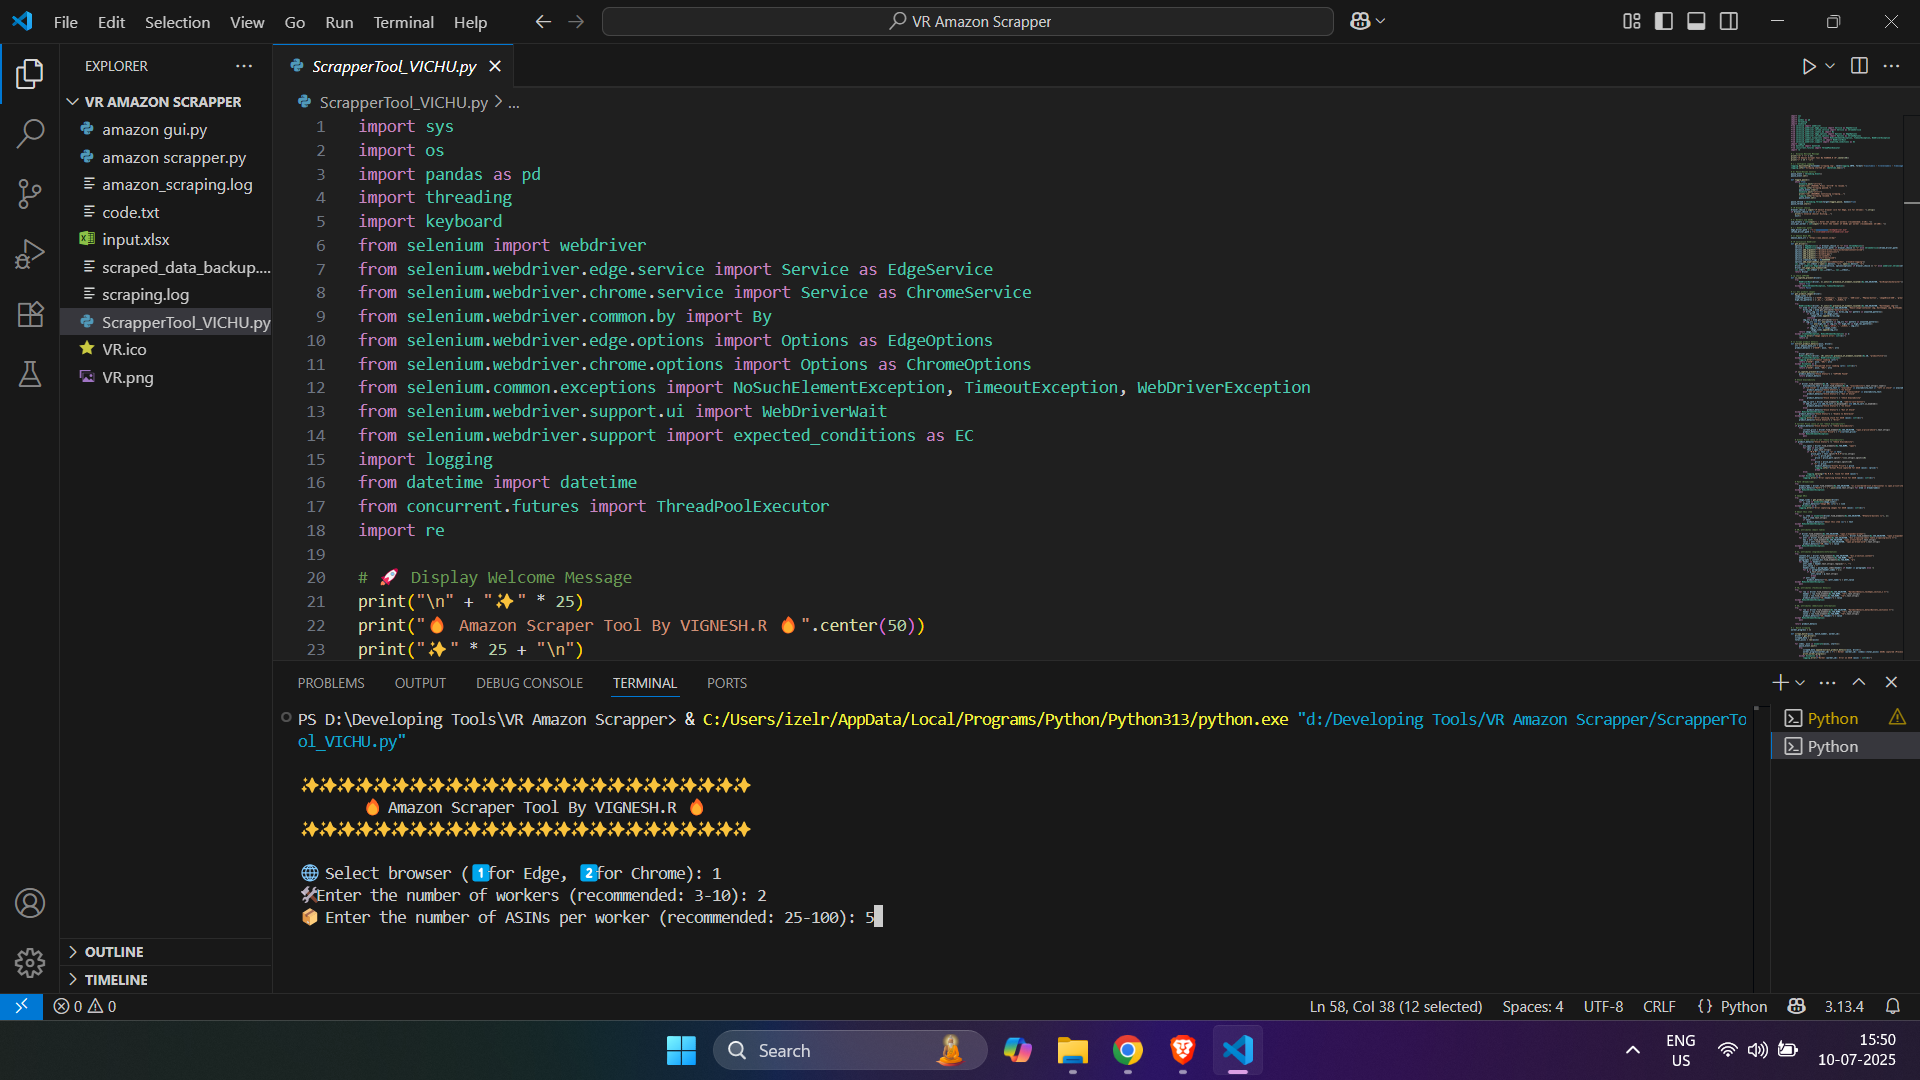 File Edit Selection View Go Run Terminal Help
VR Amazon Scrapper
EXPLORER
VR AMAZON SCRAPPER
amazon gui.py
amazon scrapper.py
amazon_scraping.log
code.txt
input.xlsx
scraped_data_backup....
scraping.log
ScrapperTool_VICHU.py
VR.ico
VR.png
OUTLINE
TIMELINE
ScrapperTool_VICHU.py
ScrapperTool_VICHU.py > ...
1 import sys
2 import os
3 import pandas as pd
4 import threading
5 import keyboard
6 from selenium import webdriver
7 from selenium.webdriver.edge.service import Service as EdgeService
8 from selenium.webdriver.chrome.service import Service as ChromeService
9 from selenium.webdriver.common.by import By
10 from selenium.webdriver.edge.options import Options as EdgeOptions
11 from selenium.webdriver.chrome.options import Options as ChromeOptions
12 from selenium.common.exceptions import NoSuchElementException, TimeoutException, WebDriverException
13 from selenium.webdriver.support.ui import WebDriverWait
14 from selenium.webdriver.support import expected_conditions as EC
15 import logging
16 from datetime import datetime
17 from concurrent.futures import ThreadPoolExecutor
18 import re
19
20 # 🚀 Display Welcome Message
21 print("\n" + "✨" * 25)
22 print("🔥 Amazon Scraper Tool By VIGNESH.R 🔥".center(50))
23 print("✨" * 25 + "\n")
PROBLEMS OUTPUT DEBUG CONSOLE TERMINAL PORTS
PS D:\Developing Tools\VR Amazon Scrapper> & C:/Users/izelr/AppData/Local/Programs/Python/Python313/python.exe "d:/Developing Tools/VR Amazon Scrapper/ScrapperTo
ol_VICHU.py"
✨✨✨✨✨✨✨✨✨✨✨✨✨✨✨✨✨✨✨✨✨✨✨✨✨
🔥 Amazon Scraper Tool By VIGNESH.R 🔥
✨✨✨✨✨✨✨✨✨✨✨✨✨✨✨✨✨✨✨✨✨✨✨✨✨
🌐 Select browser (1️⃣for Edge, 2️⃣for Chrome): 1
🛠️Enter the number of workers (recommended: 3-10): 2
📦 Enter the number of ASINs per worker (recommended: 25-100): 5
Python
Python
0 0
Ln 58, Col 38 (12 selected) Spaces: 4 UTF-8 CRLF {} Python 3.13.4
Search
ENG
US
15:50
10-07-2025